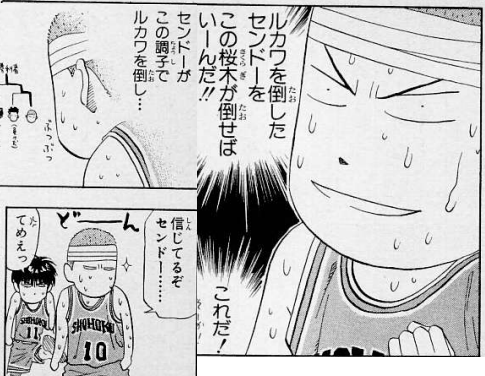 ルカワを倒した
センドーを
この桜木が倒せば
いーんだ!!
これだ!
センドーが
この調子で
ルカワを倒し…
ぶつぶつ
信じてるぞ
センドー……
どーん
てめえっ
SHOHOKU
10
11